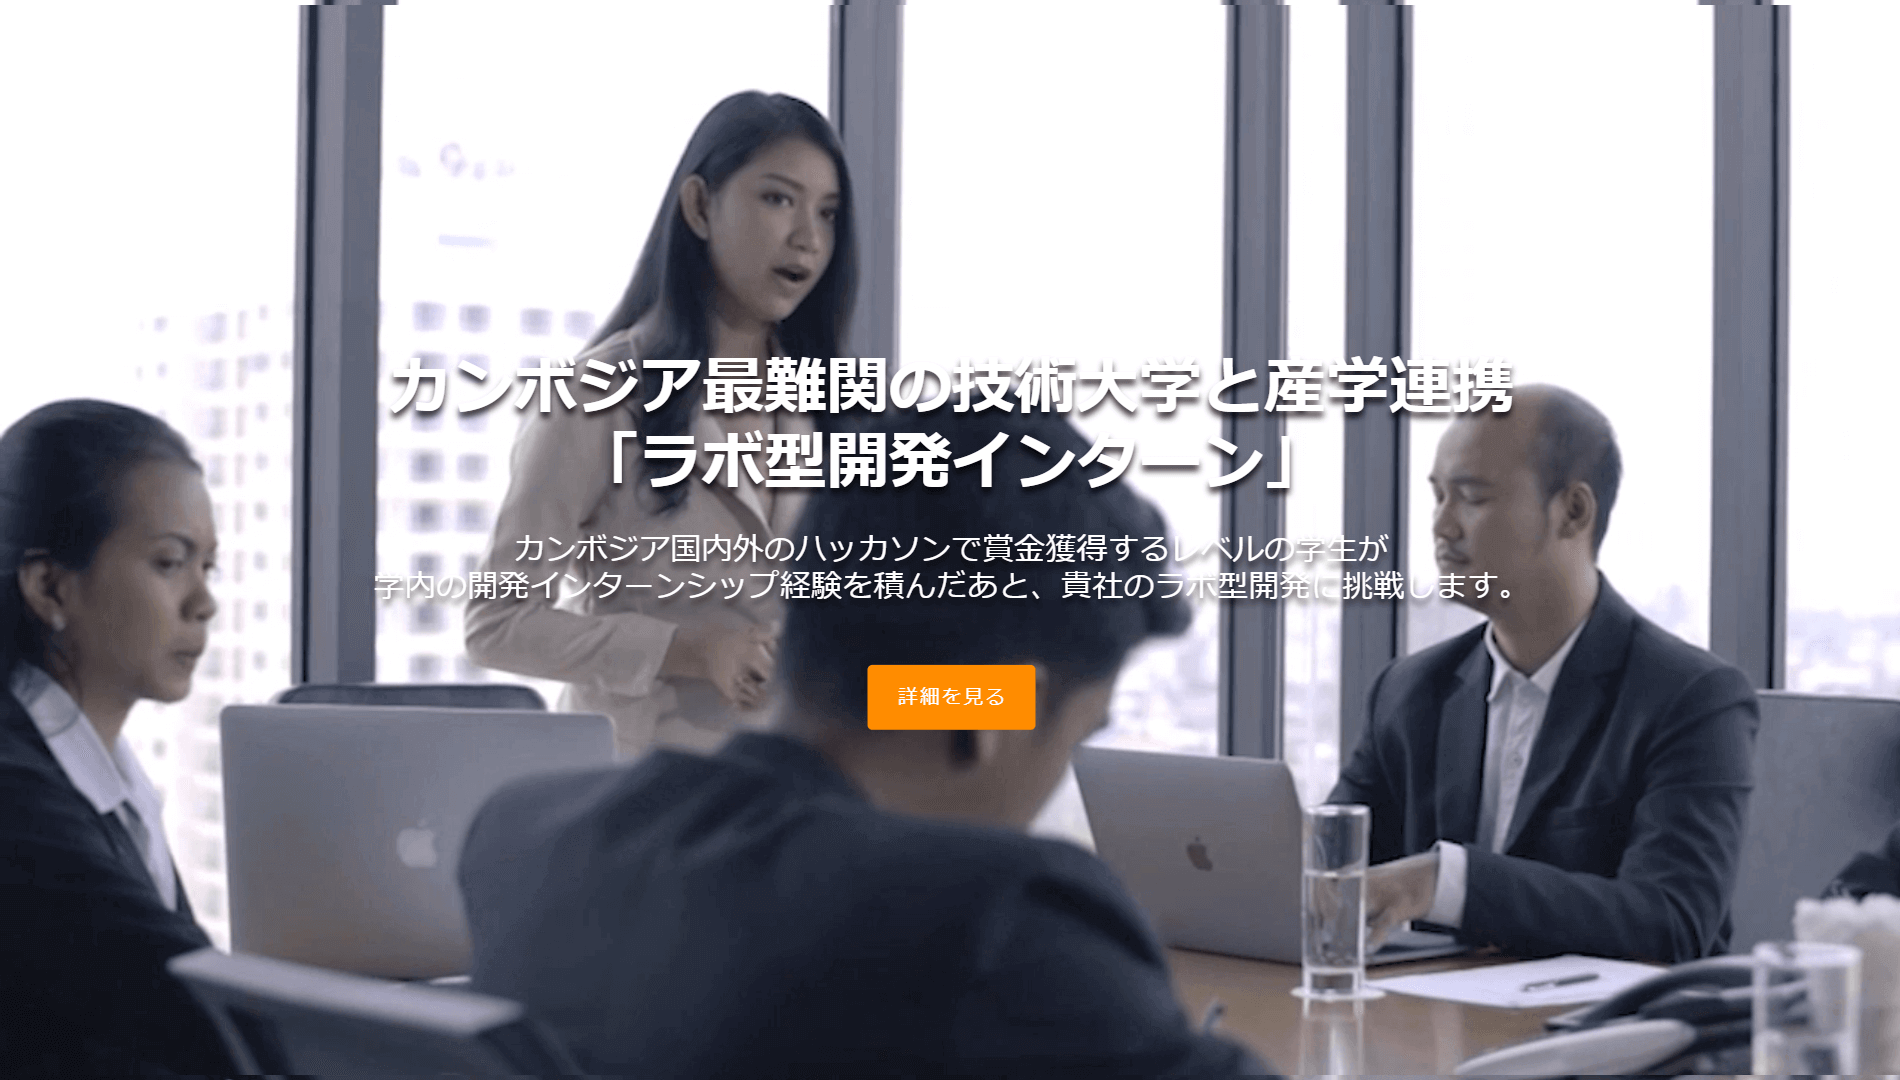 カンボジア最難関の技術大学と産学連携
「ラボ型開発インターン」
カンボジア国内外のハッカソンで賞金獲得するレベルの学生が
学内の開発インターンシップ経験を積んだあと、貴社のラボ型開発に挑戦します。
詳細を見る